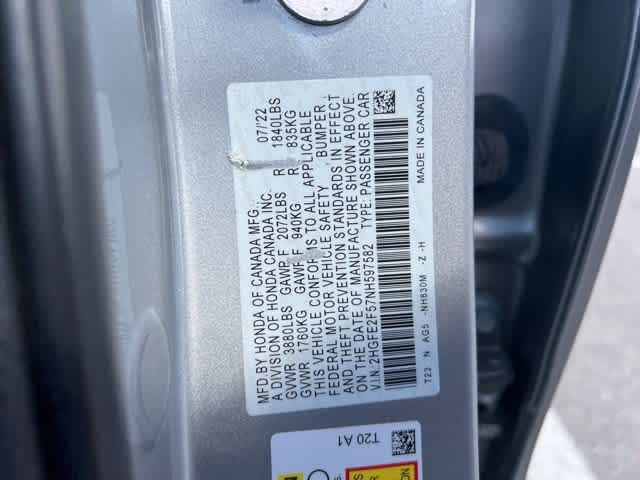 MFD BY HONDA OF CANADA MFG., 07/22
A DIVISION OF HONDA CANADA INC.
GVWR 3880LBS GAWR F 2072LBS R 1840LBS
GVWR 1760KG GAWR F 940KG R 835KG
THIS VEHICLE CONFORMS TO ALL APPLICABLE
FEDERAL MOTOR VEHICLE SAFETY, BUMPER,
AND THEFT PREVENTION STANDARDS IN EFFECT
ON THE DATE OF MANUFACTURE SHOWN ABOVE.
V.I.N. 2HGFE2F57NH597582 TYPE: PASSENGER CAR
T23 N AG5 -NH830M -Z -H MADE IN CANADA
T20 A1